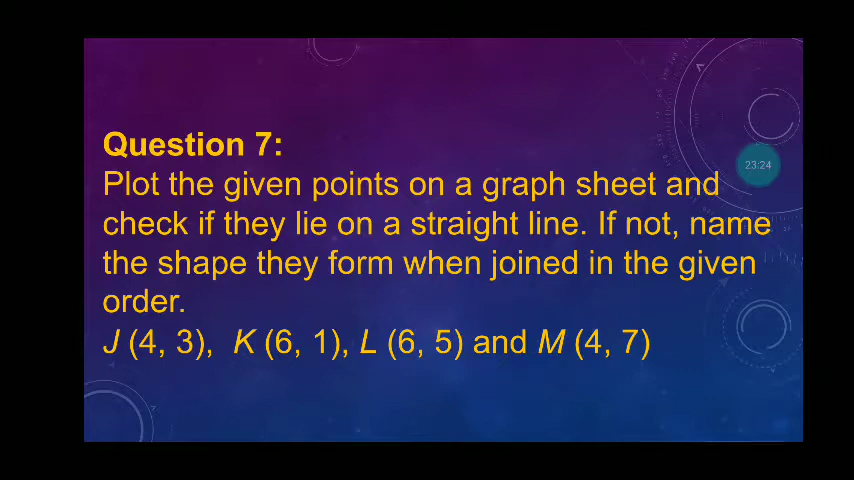 Question 7:
23:24
Plot the given points on a graph sheet and
check if they lie on a straight line. If not, name
the shape they form when joined in the given
order.
J (4, 3), K (6, 1), L (6, 5) and M (4, 7)